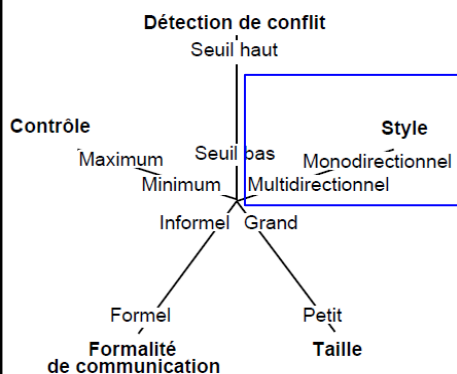 Détection de conflit
Seuil haut
Contrôle
Style
Maximum
Seuil bas
Monodirectionnel
Minimum
Multidirectionnel
Informel
Grand
Formel
Petit
Formalité
de communication
Taille